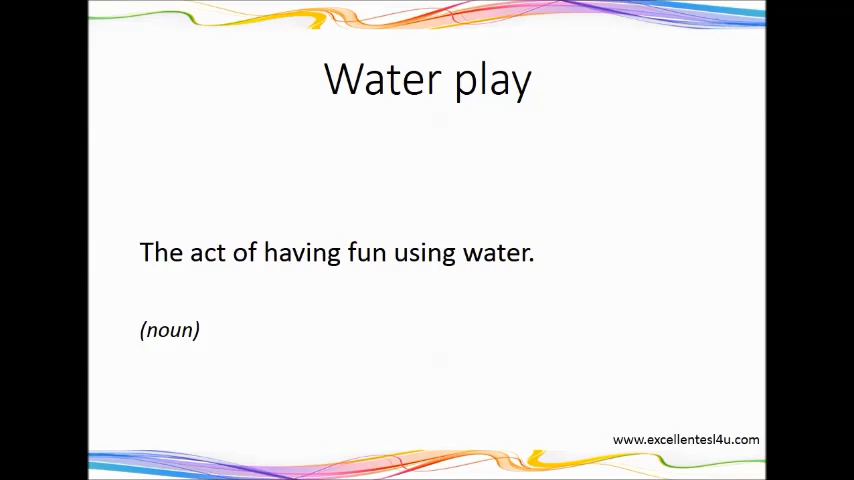 Water play
The act of having fun using water.
(noun)
www.excellentesl4u.com